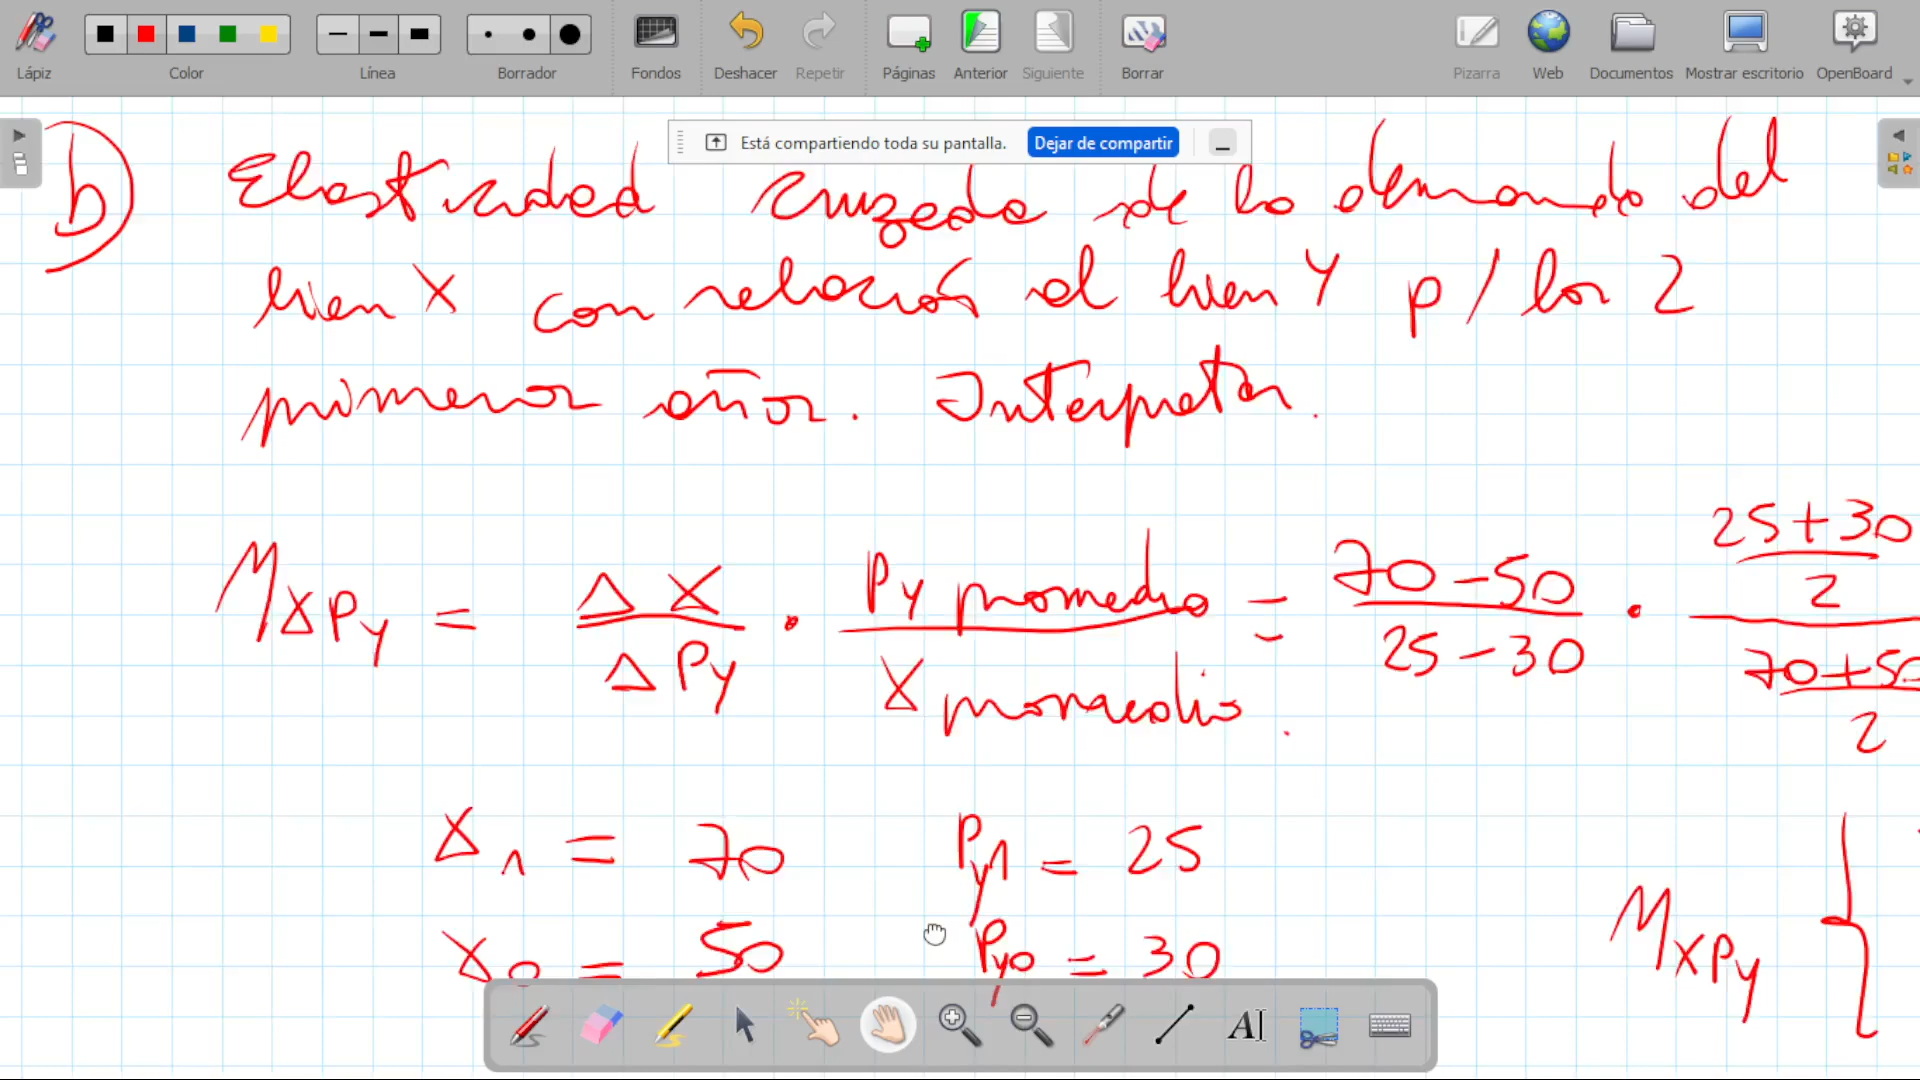 Lápiz Color Línea Borrador Fondos Deshacer Repetir Páginas Anterior Siguiente Borrar Pizarra Web Documentos Mostrar escritorio OpenBoard
Está compartiendo toda su pantalla. Dejar de compartir
b) Elasticidad cruzada de la demanda del
bien X con relación al bien Y p/ los 2
primeros años. Interpretar.
M XPy = ΔX / ΔPy · Py promedio / X promedio = 70 - 50 / 25 - 30 · 25 + 30 / 2 / 70 + 50 / 2
X1 = 70 Py1 = 25
X0 = 50 Py0 = 30
M XPy {
AI